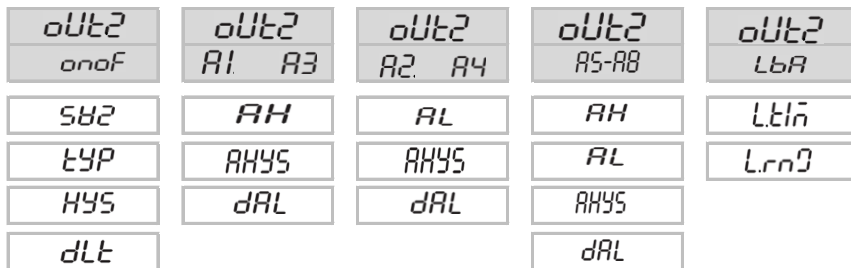 oUt2 oUt2 oUt2 oUt2 oUt2
onoF A1. A3 A2. A4 A5-A8 LbA
SV2 AH AL AH L.tIM
tYP AHYS AHYS AL L.rnG
HYS dAL dAL AHYS
dLt dAL